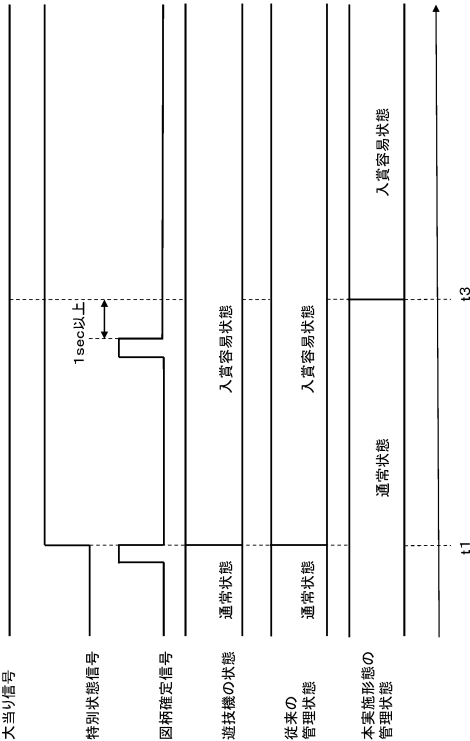 大当り信号
特別状態信号
1sec以上
図柄確定信号
遊技機の状態
通常状態
入賞容易状態
従来の
管理状態
通常状態
入賞容易状態
本実施形態の
管理状態
通常状態
入賞容易状態
t1
t3